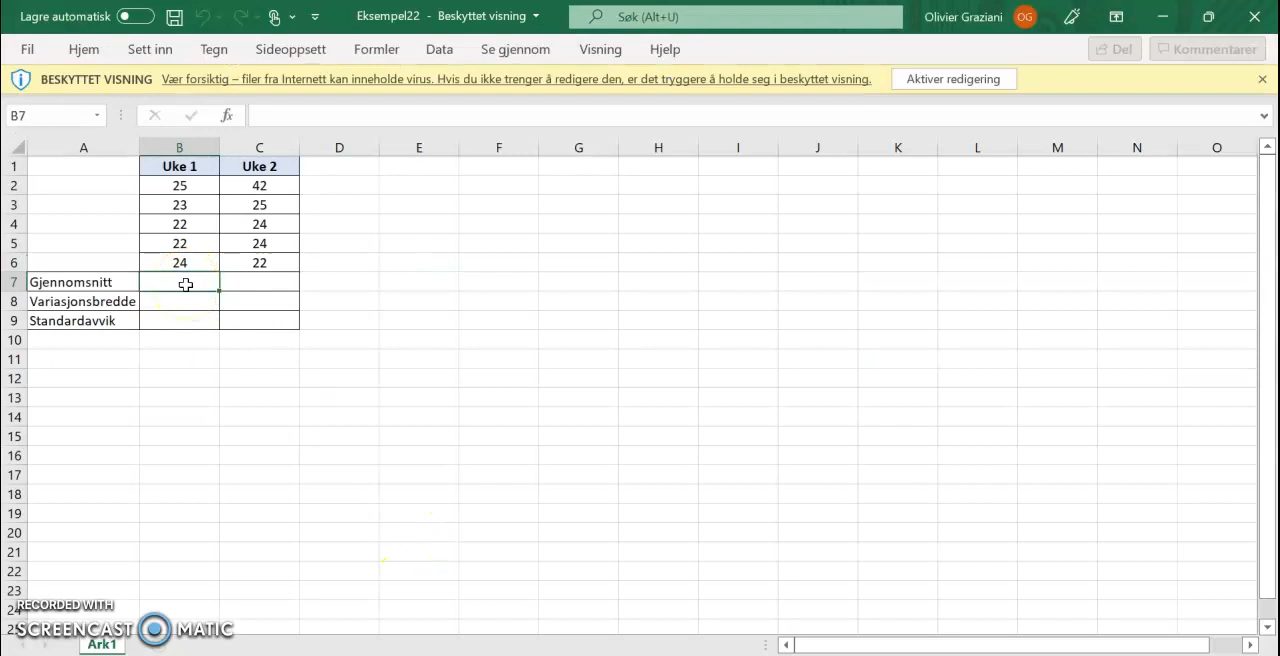 Lagre automatisk
Eksempel22 - Beskyttet visning
Søk (Alt+U)
Olivier Graziani
OG
Fil Hjem Sett inn Tegn Sideoppsett Formler Data Se gjennom Visning Hjelp
Del
Kommentarer
BESKYTTET VISNING Vær forsiktig – filer fra Internett kan inneholde virus. Hvis du ikke trenger å redigere den, er det tryggere å holde seg i beskyttet visning. Aktiver redigering
B7
fx
A B C D E F G H I J K L M N O
1 Uke 1 Uke 2
2 25 42
3 23 25
4 22 24
5 22 24
6 24 22
7 Gjennomsnitt
8 Variasjonsbredde
9 Standardavvik
10
11
12
13
14
15
16
17
18
19
20
21
22
23
24
RECORDED WITH
SCREENCAST MATIC
Ark1